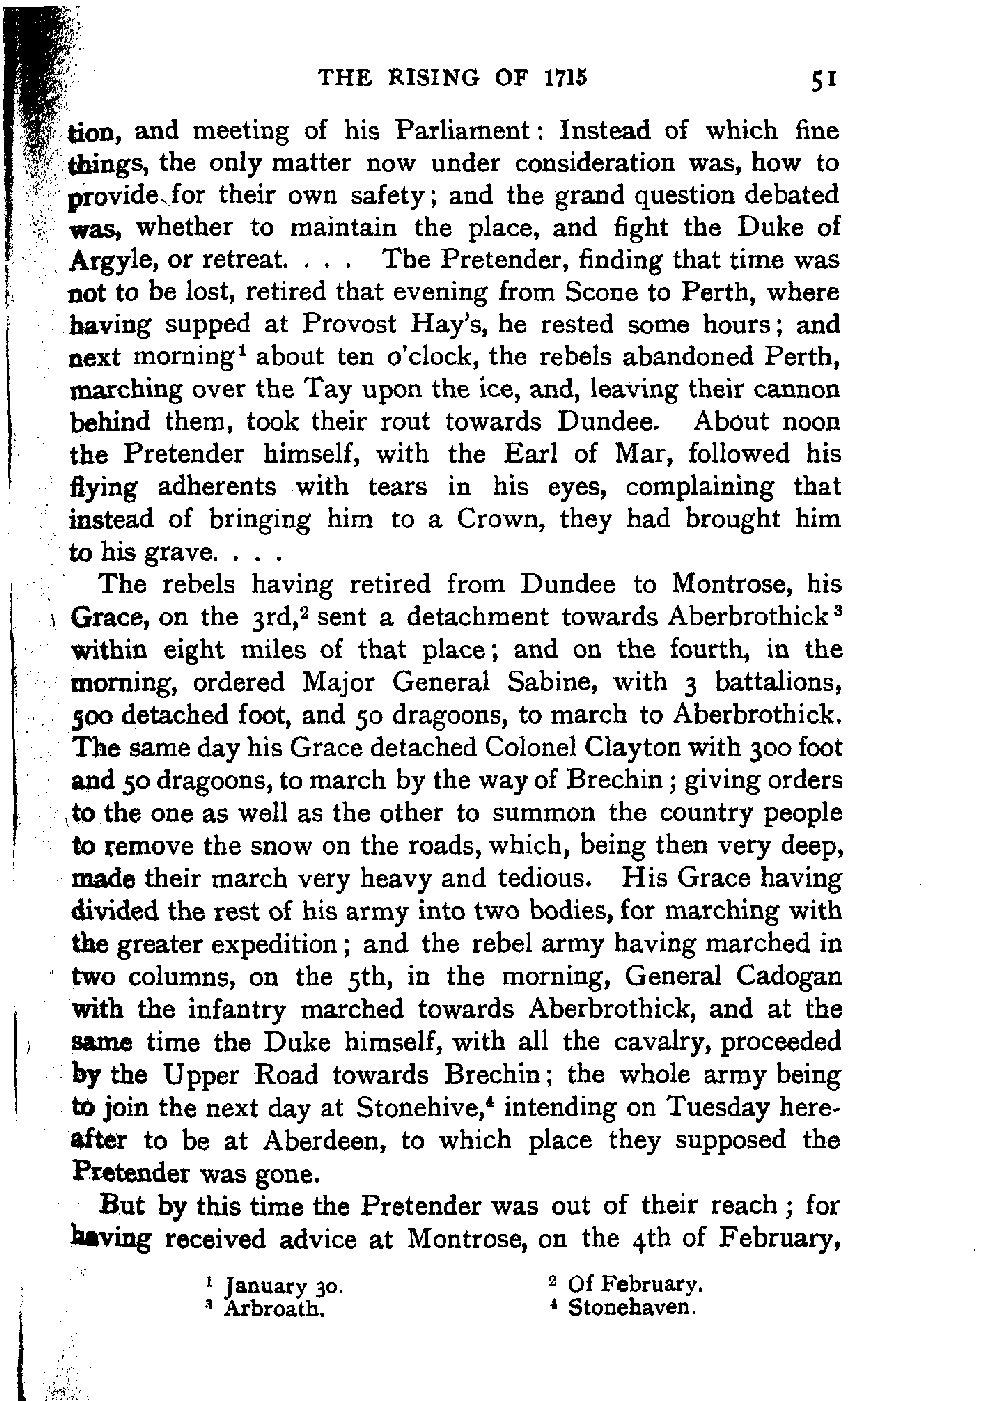 THE RISING OF 1715 51
tion, and meeting of his Parliament: Instead of which fine
things, the only matter now under consideration was, how to
provide for their own safety; and the grand question debated
was, whether to maintain the place, and fight the Duke of
Argyle, or retreat. . . . The Pretender, finding that time was
not to be lost, retired that evening from Scone to Perth, where
having supped at Provost Hay's, he rested some hours; and
next morning¹ about ten o'clock, the rebels abandoned Perth,
marching over the Tay upon the ice, and, leaving their cannon
behind them, took their rout towards Dundee. About noon
the Pretender himself, with the Earl of Mar, followed his
flying adherents with tears in his eyes, complaining that
instead of bringing him to a Crown, they had brought him
to his grave. . . .
The rebels having retired from Dundee to Montrose, his
Grace, on the 3rd,² sent a detachment towards Aberbrothick³
within eight miles of that place; and on the fourth, in the
morning, ordered Major General Sabine, with 3 battalions,
500 detached foot, and 50 dragoons, to march to Aberbrothick.
The same day his Grace detached Colonel Clayton with 300 foot
and 50 dragoons, to march by the way of Brechin; giving orders
to the one as well as the other to summon the country people
to remove the snow on the roads, which, being then very deep,
made their march very heavy and tedious. His Grace having
divided the rest of his army into two bodies, for marching with
the greater expedition; and the rebel army having marched in
two columns, on the 5th, in the morning, General Cadogan
with the infantry marched towards Aberbrothick, and at the
same time the Duke himself, with all the cavalry, proceeded
by the Upper Road towards Brechin; the whole army being
to join the next day at Stonehive,⁴ intending on Tuesday here-
after to be at Aberdeen, to which place they supposed the
Pretender was gone.
But by this time the Pretender was out of their reach; for
having received advice at Montrose, on the 4th of February,
¹ January 30. ² Of February.
³ Arbroath. ⁴ Stonehaven.